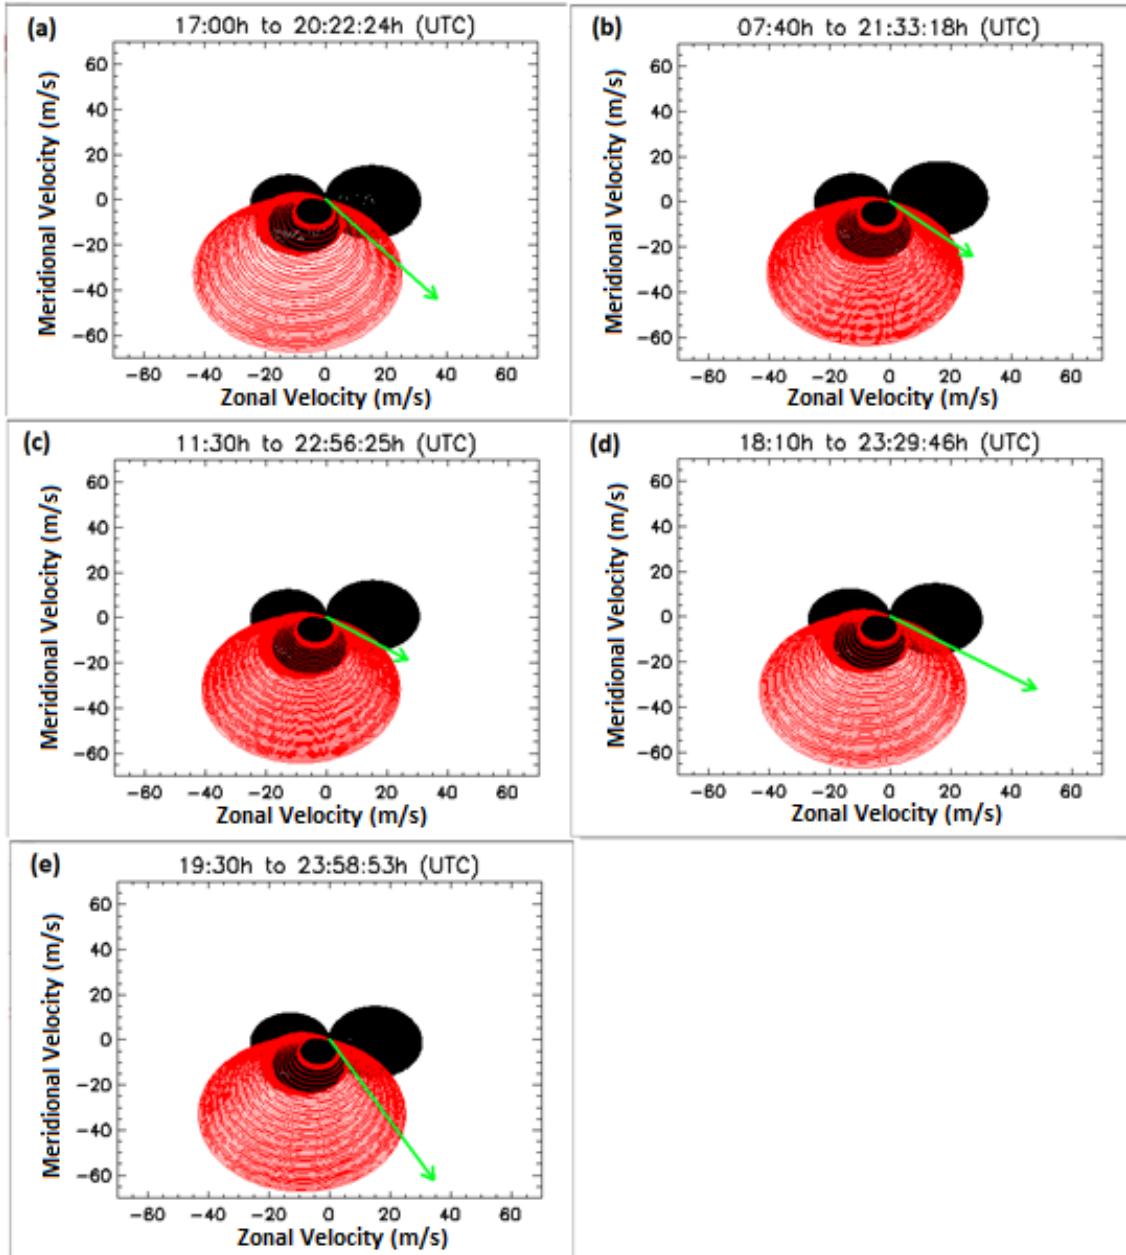 (a) 17:00h to 20:22:24h (UTC)
Meridional Velocity (m/s)
60
40
20
0
−20
−40
−60
−60 −40 −20 0 20 40 60
Zonal Velocity (m/s)
(b) 07:40h to 21:33:18h (UTC)
Meridional Velocity (m/s)
60
40
20
0
−20
−40
−60
−60 −40 −20 0 20 40 60
Zonal Velocity (m/s)
(c) 11:30h to 22:56:25h (UTC)
Meridional Velocity (m/s)
60
40
20
0
−20
−40
−60
−60 −40 −20 0 20 40 60
Zonal Velocity (m/s)
(d) 18:10h to 23:29:46h (UTC)
Meridional Velocity (m/s)
60
40
20
0
−20
−40
−60
−60 −40 −20 0 20 40 60
Zonal Velocity (m/s)
(e) 19:30h to 23:58:53h (UTC)
Meridional Velocity (m/s)
60
40
20
0
−20
−40
−60
−60 −40 −20 0 20 40 60
Zonal Velocity (m/s)